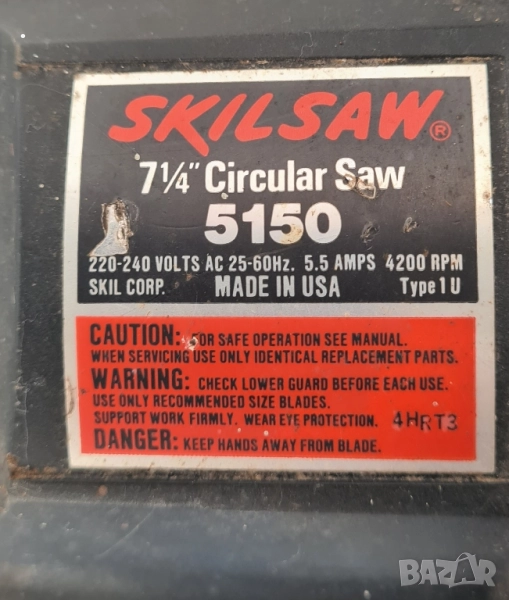 SKILSAW®
7¼" Circular Saw
5150
220-240 VOLTS AC 25-60Hz. 5.5 AMPS 4200 RPM
SKIL CORP. MADE IN USA Type 1 U
CAUTION: FOR SAFE OPERATION SEE MANUAL.
WHEN SERVICING USE ONLY IDENTICAL REPLACEMENT PARTS.
WARNING: CHECK LOWER GUARD BEFORE EACH USE.
USE ONLY RECOMMENDED SIZE BLADES.
SUPPORT WORK FIRMLY. WEAR EYE PROTECTION. 4HRT3
DANGER: KEEP HANDS AWAY FROM BLADE.
BAZAR